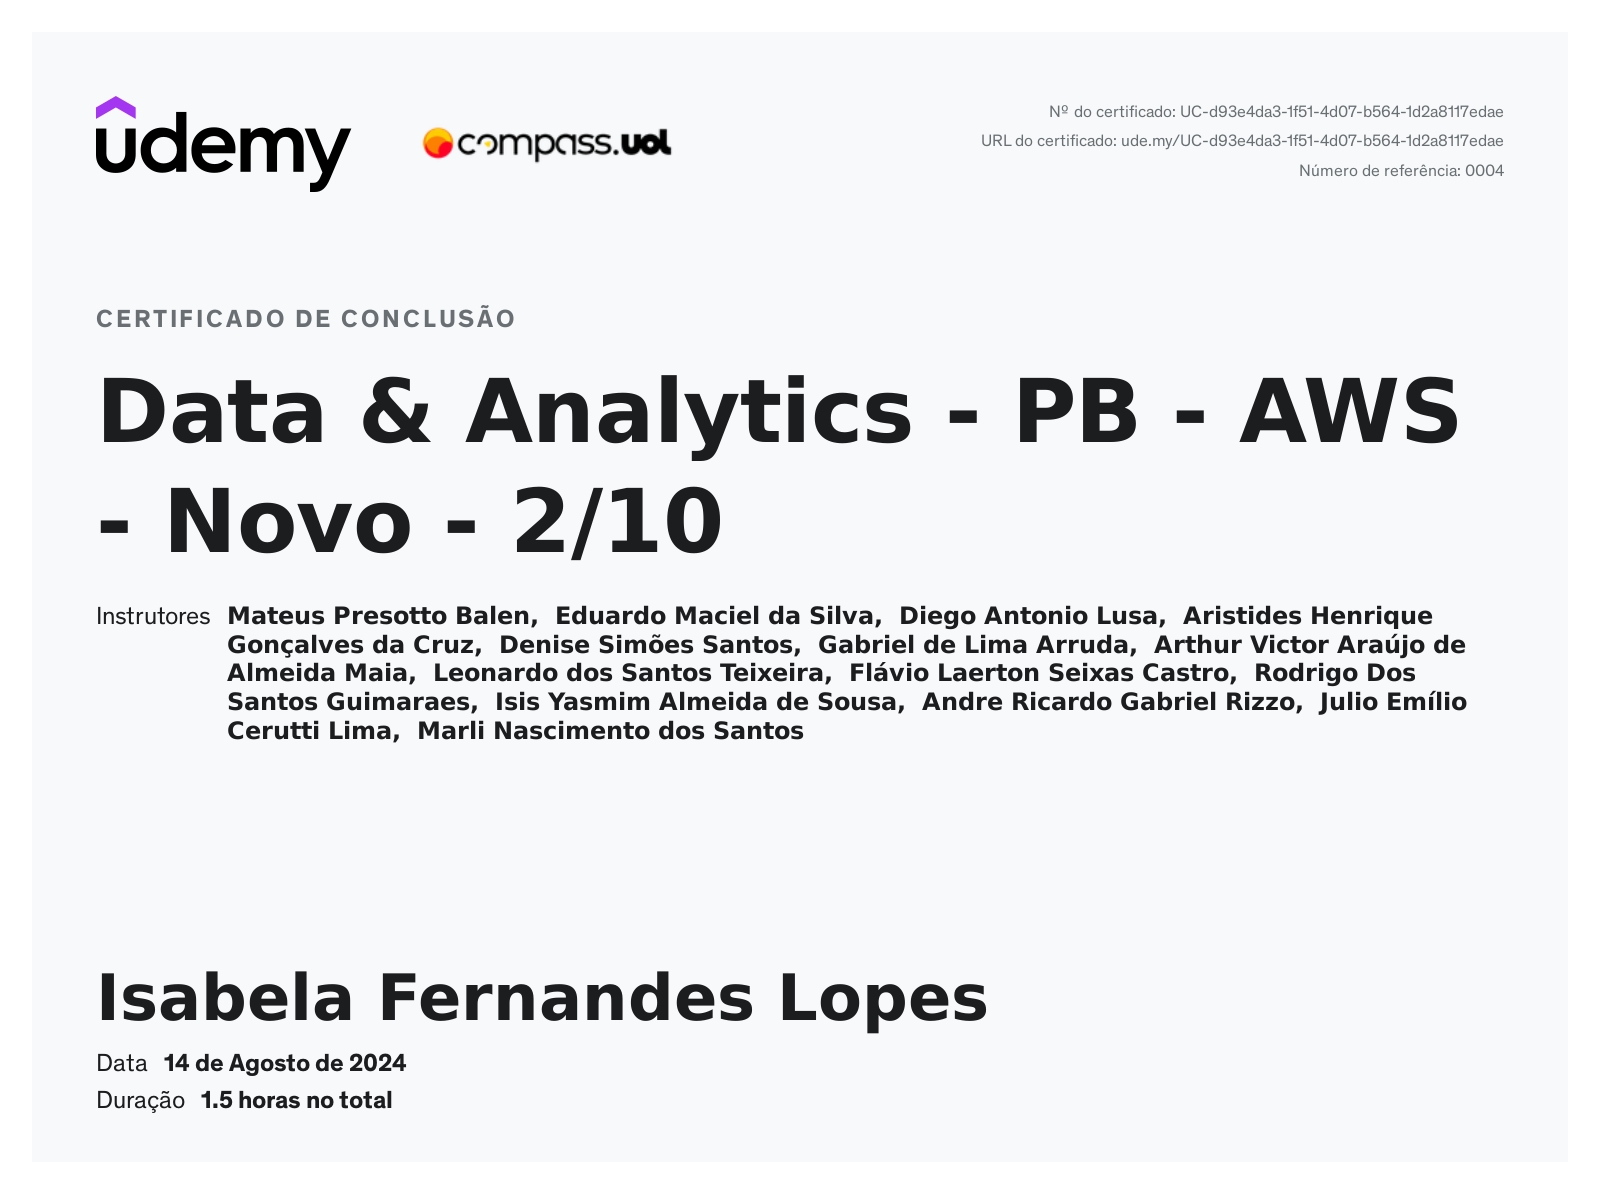 udemy
compass.uol
Nº do certificado: UC-d93e4da3-1f51-4d07-b564-1d2a8117edae
URL do certificado: ude.my/UC-d93e4da3-1f51-4d07-b564-1d2a8117edae
Número de referência: 0004
CERTIFICADO DE CONCLUSÃO
Data & Analytics - PB - AWS
- Novo - 2/10
Instrutores Mateus Presotto Balen, Eduardo Maciel da Silva, Diego Antonio Lusa, Aristides Henrique
Gonçalves da Cruz, Denise Simões Santos, Gabriel de Lima Arruda, Arthur Victor Araújo de
Almeida Maia, Leonardo dos Santos Teixeira, Flávio Laerton Seixas Castro, Rodrigo Dos
Santos Guimaraes, Isis Yasmim Almeida de Sousa, Andre Ricardo Gabriel Rizzo, Julio Emílio
Cerutti Lima, Marli Nascimento dos Santos
Isabela Fernandes Lopes
Data 14 de Agosto de 2024
Duração 1.5 horas no total